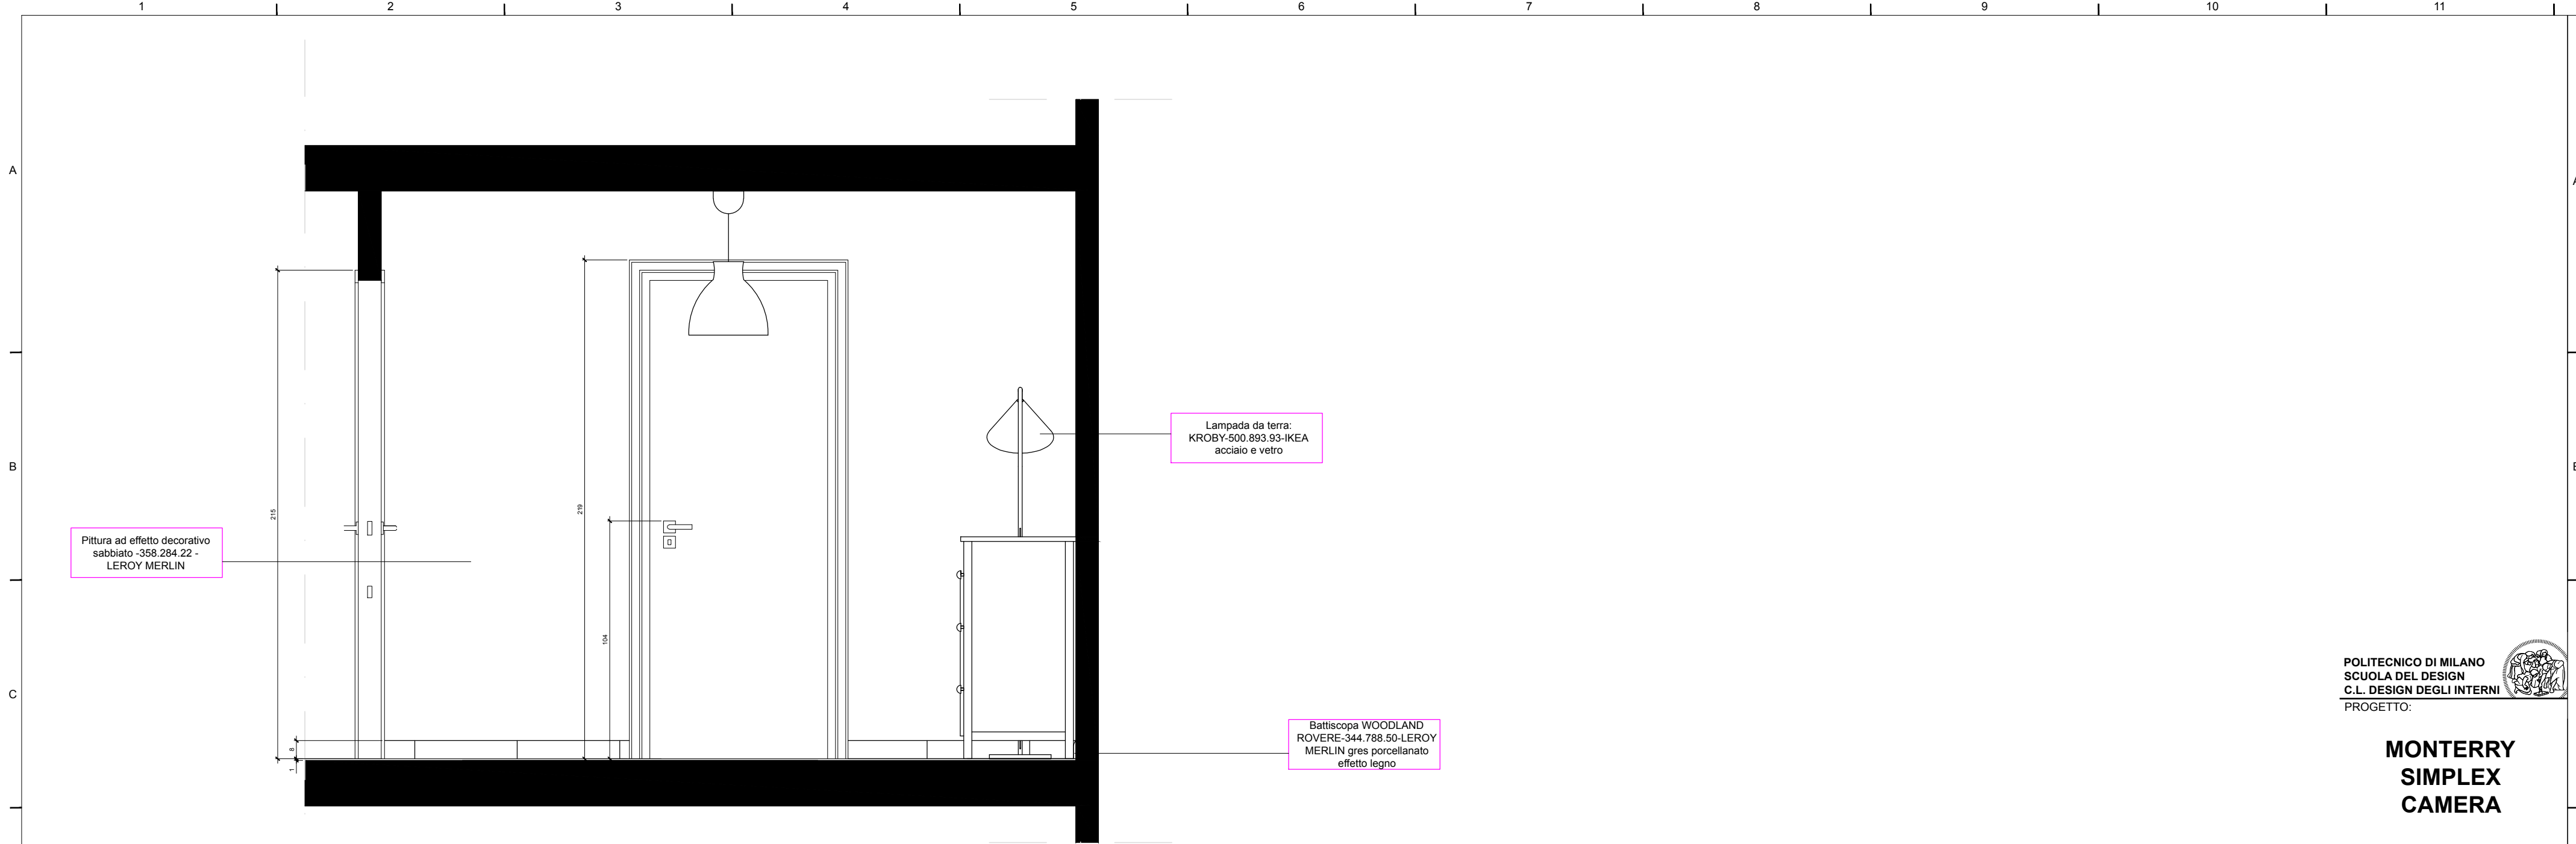 1 2 3 4 5 6 7 8 9 10 11
A
A
B
C
215
219
104
8
1
Lampada da terra:
KROBY-500.893.93-IKEA
acciaio e vetro
Pittura ad effetto decorativo
sabbiato -358.284.22 -
LEROY MERLIN
Battiscopa WOODLAND
ROVERE-344.788.50-LEROY
MERLIN gres porcellanato
effetto legno
POLITECNICO DI MILANO
SCUOLA DEL DESIGN
C.L. DESIGN DEGLI INTERNI
PROGETTO:
MONTERRY
SIMPLEX
CAMERA